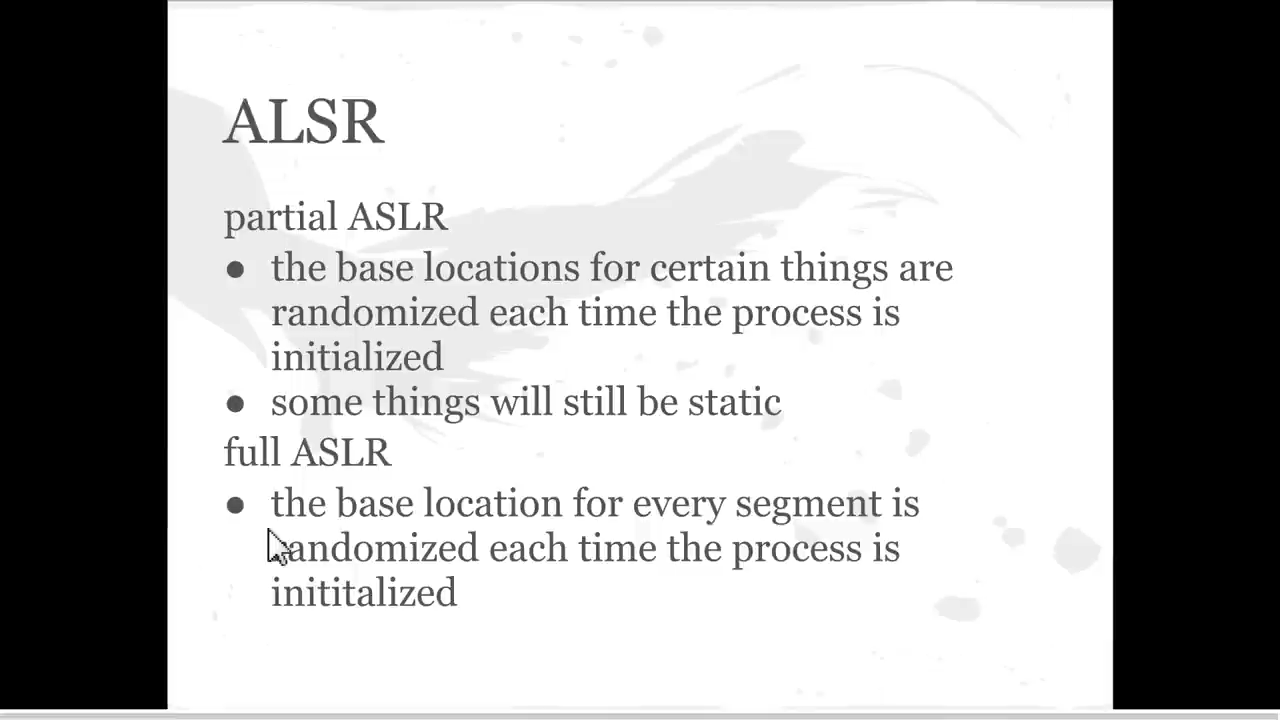 ALSR
partial ASLR
● the base locations for certain things are
randomized each time the process is
initialized
● some things will still be static
full ASLR
● the base location for every segment is
randomized each time the process is
inititalized